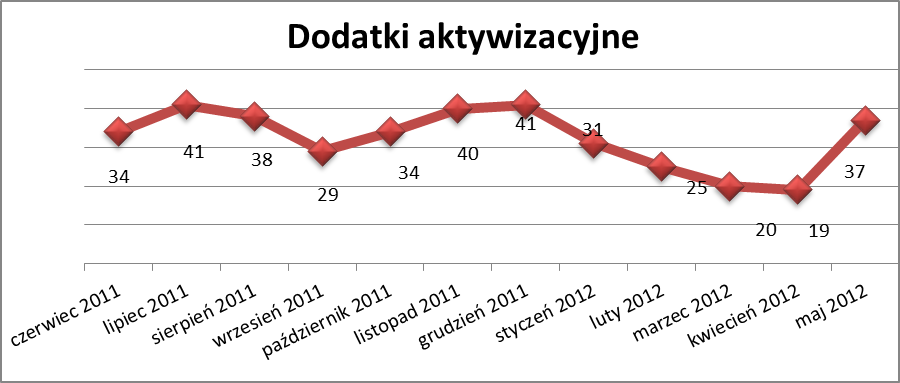 Dodatki aktywizacyjne
34
41
38
29
34
40
41
31
25
20
19
37
czerwiec 2011
lipiec 2011
sierpień 2011
wrzesień 2011
październik 2011
listopad 2011
grudzień 2011
styczeń 2012
luty 2012
marzec 2012
kwiecień 2012
maj 2012